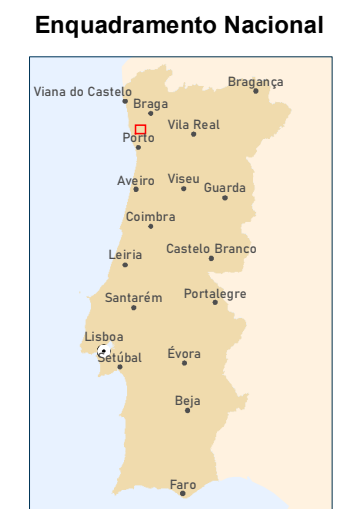 Enquadramento Nacional
Bragança
Viana do Castelo
Braga
Vila Real
Porto
Aveiro
Viseu
Guarda
Coimbra
Castelo Branco
Leiria
Portalegre
Santarém
Lisboa
Setúbal
Évora
Beja
Faro